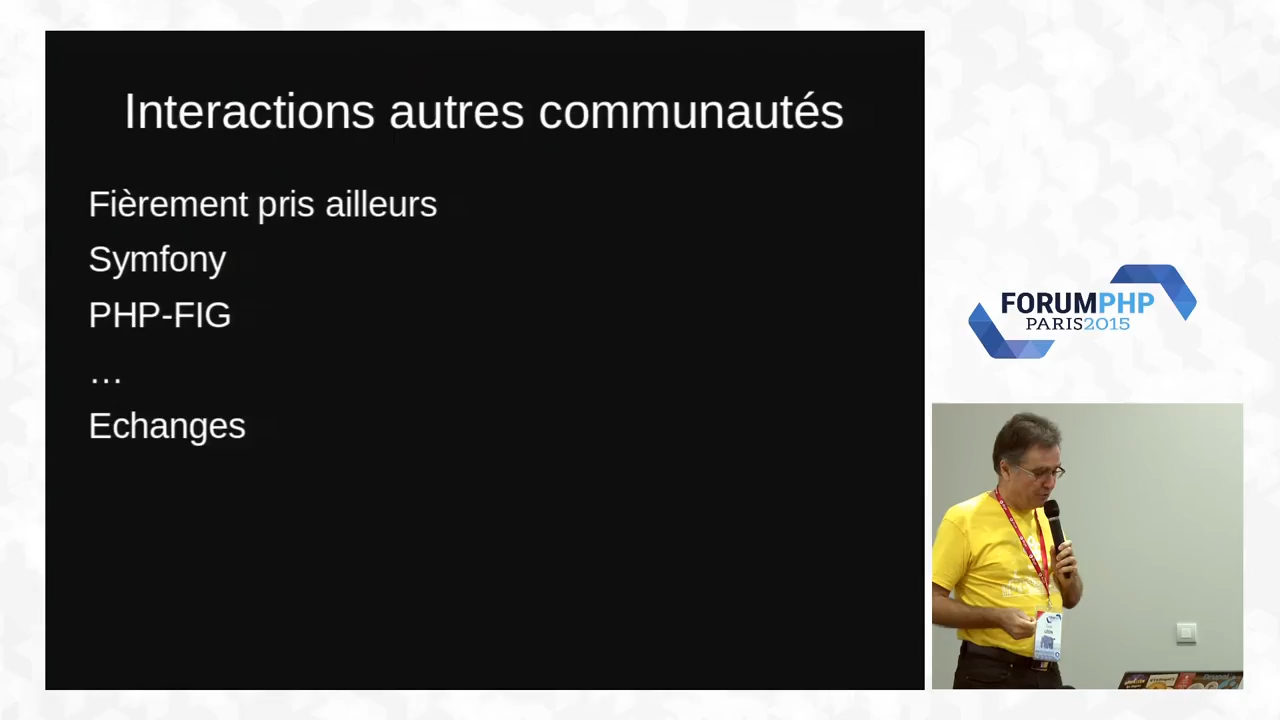 Interactions autres communautés
Fièrement pris ailleurs
Symfony
PHP-FIG
...
Echanges
FORUMPHP
PARIS2015